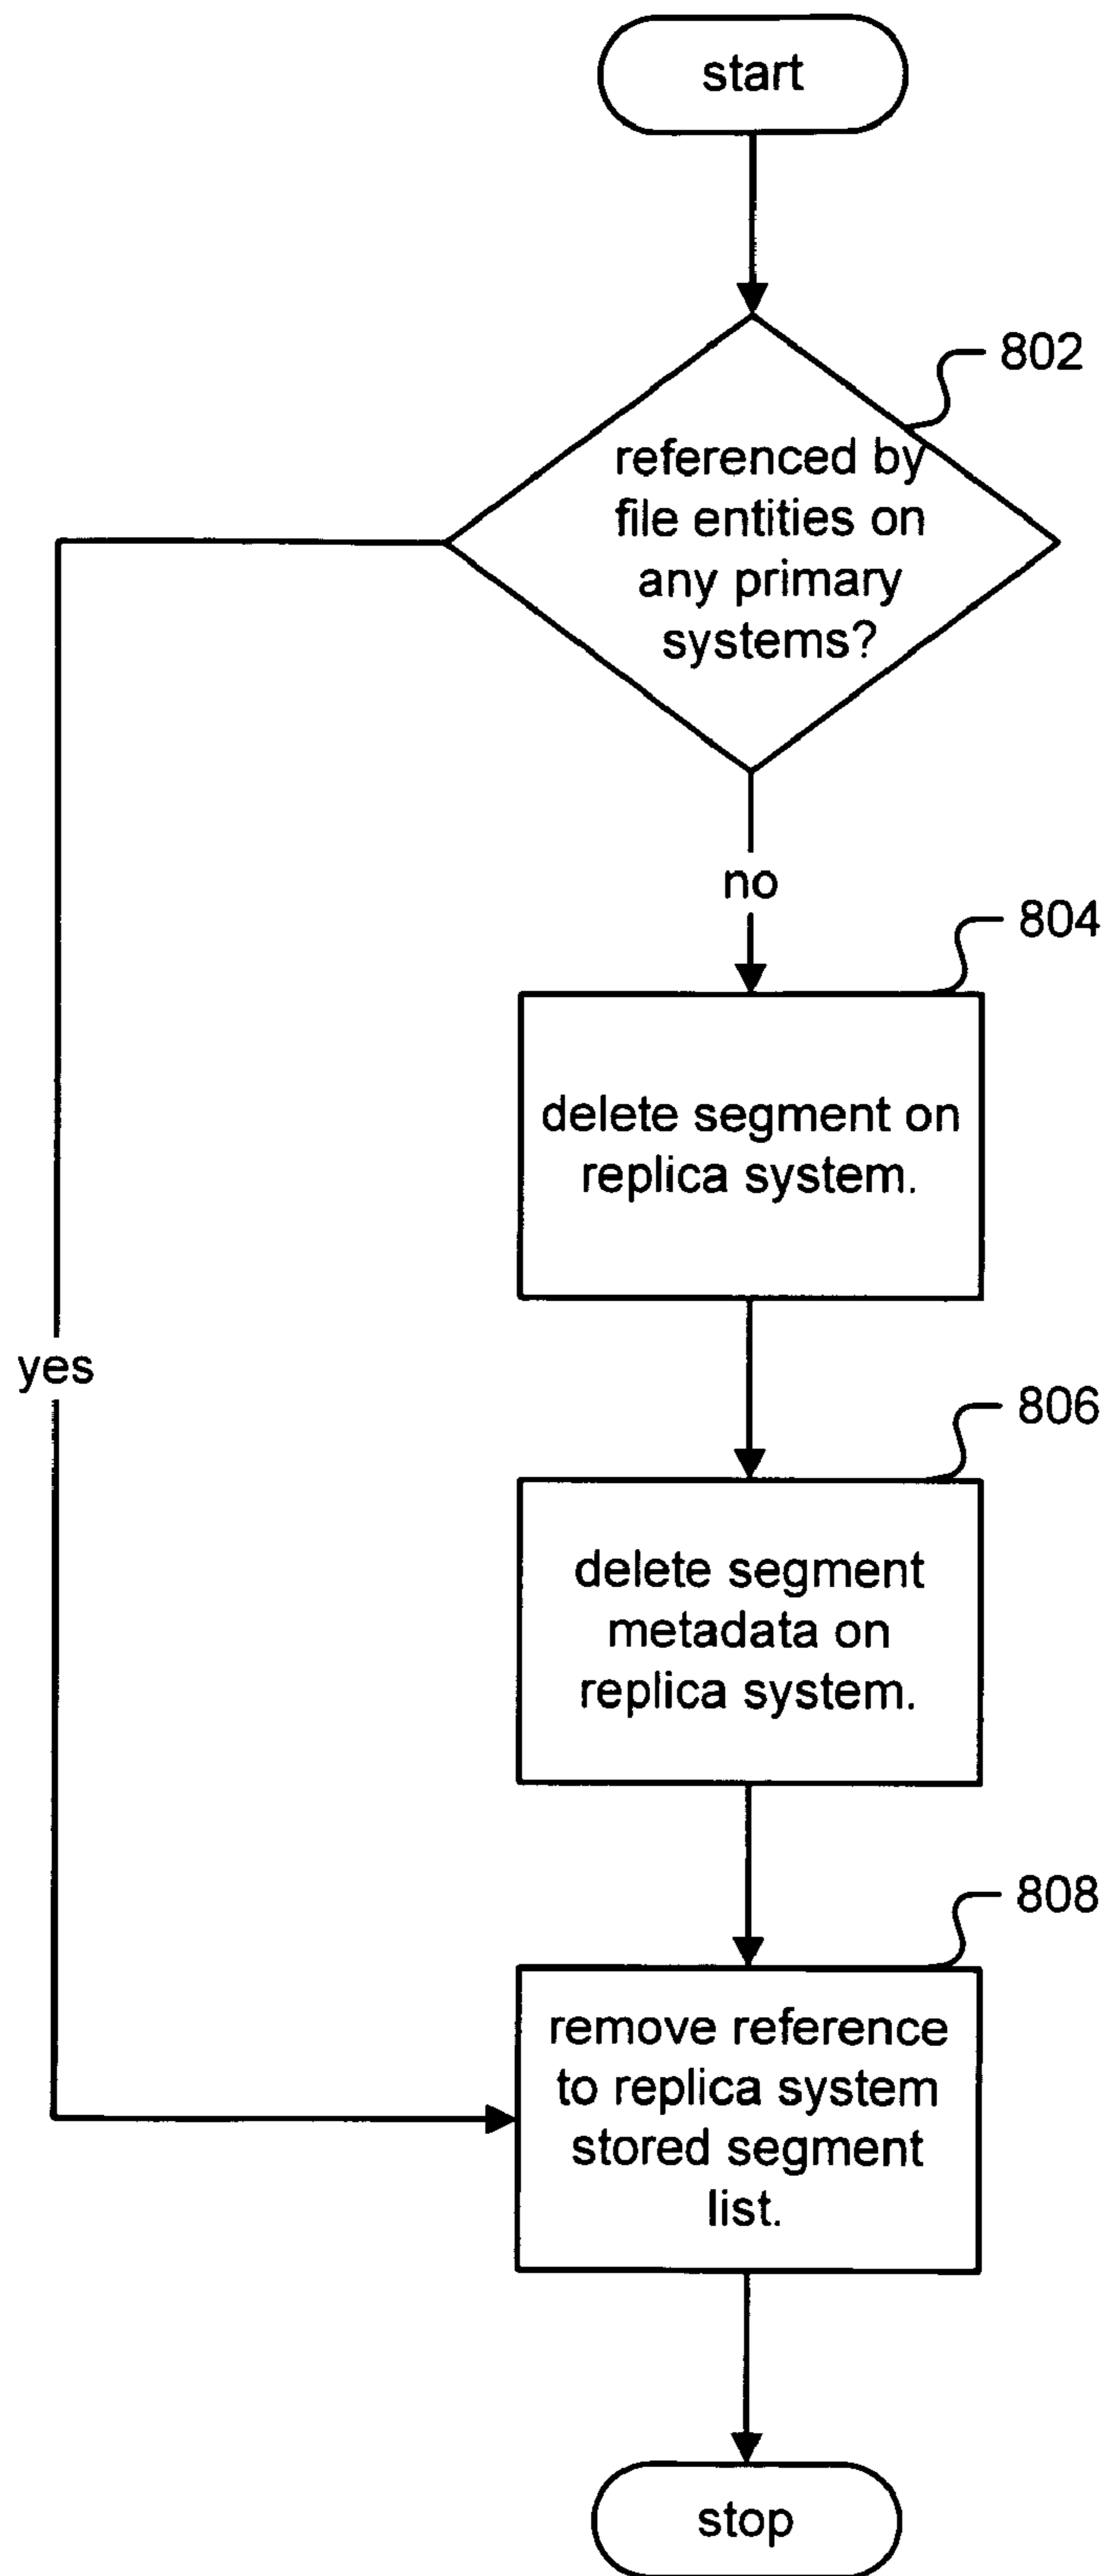 start
802
referenced by
file entities on
any primary
systems?
no
804
delete segment on
replica system.
yes
806
delete segment
metadata on
replica system.
808
remove reference
to replica system
stored segment
list.
stop